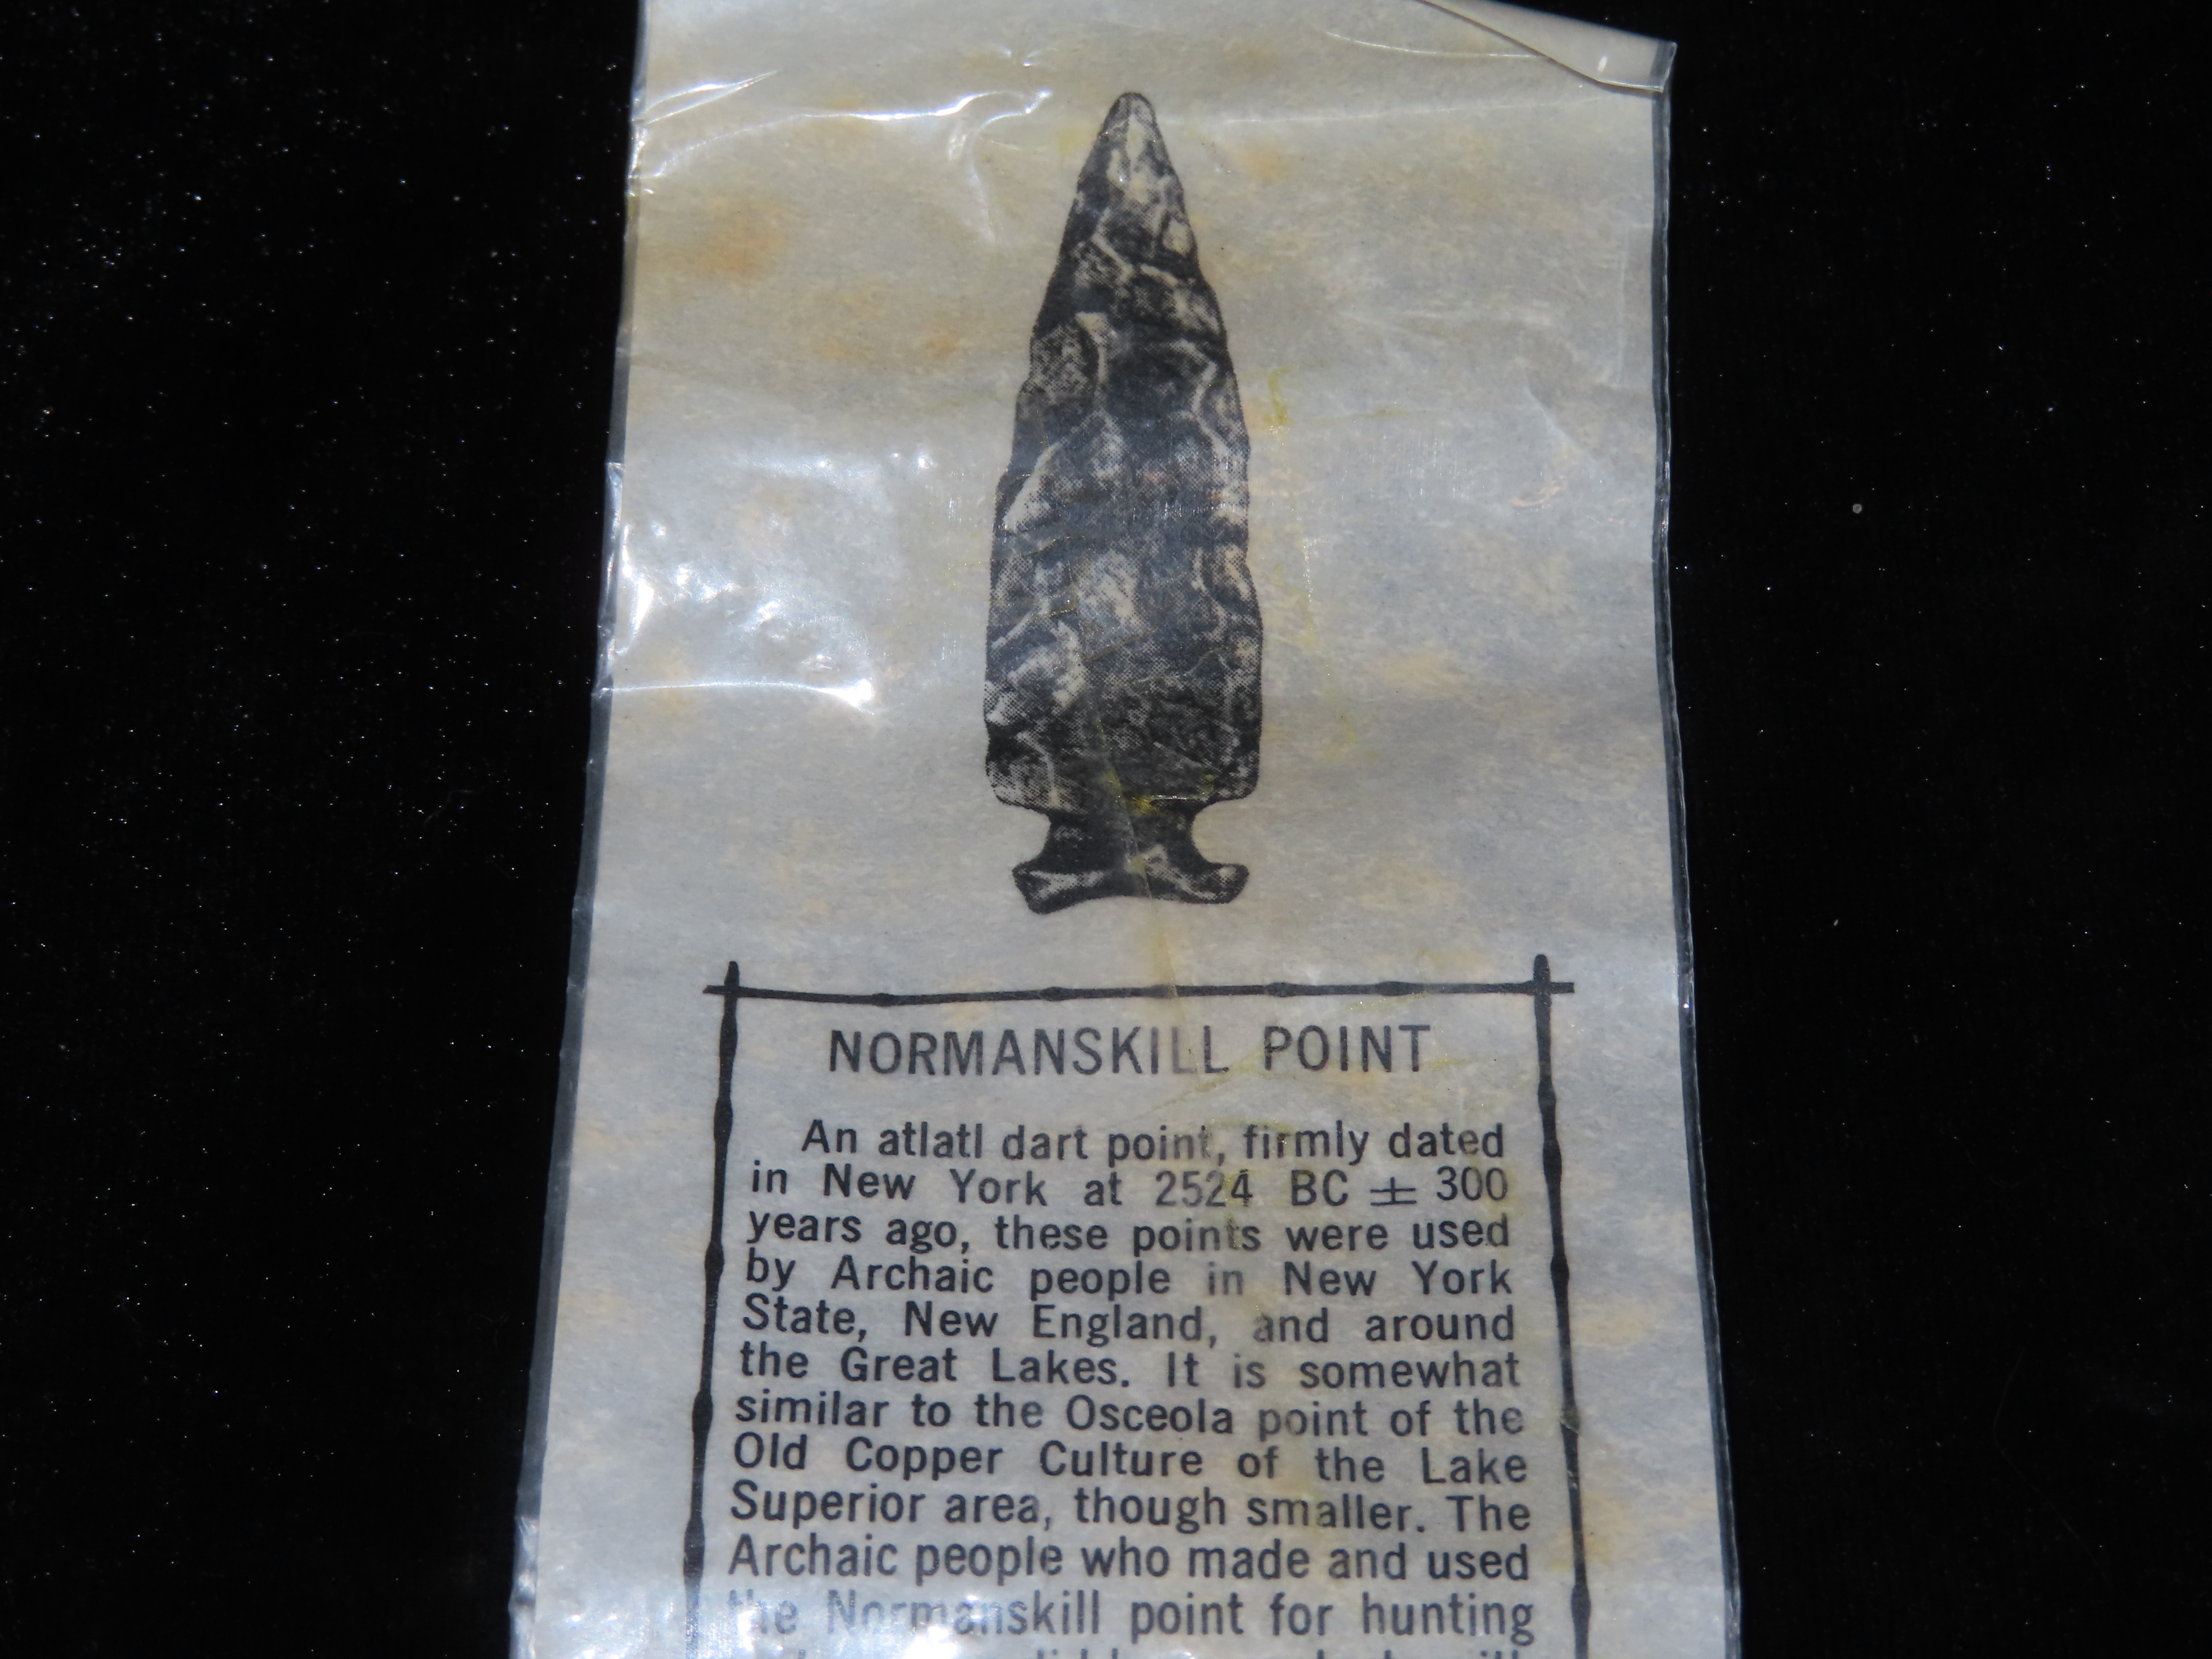 NORMANSKILL POINT
An atlatl dart point, firmly dated
in New York at 2524 BC ± 300
years ago, these points were used
by Archaic people in New York
State, New England, and around
the Great Lakes. It is somewhat
similar to the Osceola point of the
Old Copper Culture of the Lake
Superior area, though smaller. The
Archaic people who made and used
the Normanskill point for hunting